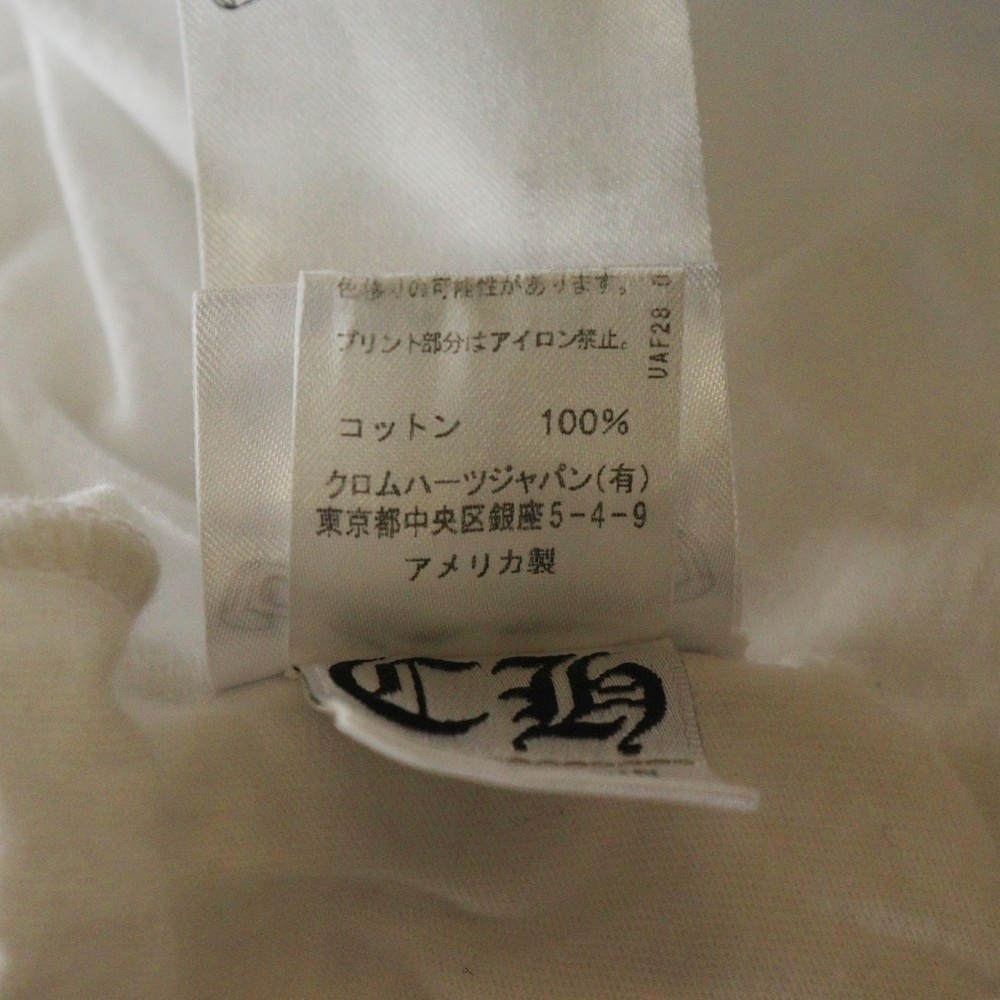 色移りの可能性があります。
プリント部分はアイロン禁止。
UAF28
コットン 100%
クロムハーツジャパン(有)
東京都中央区銀座5-4-9
アメリカ製
CH